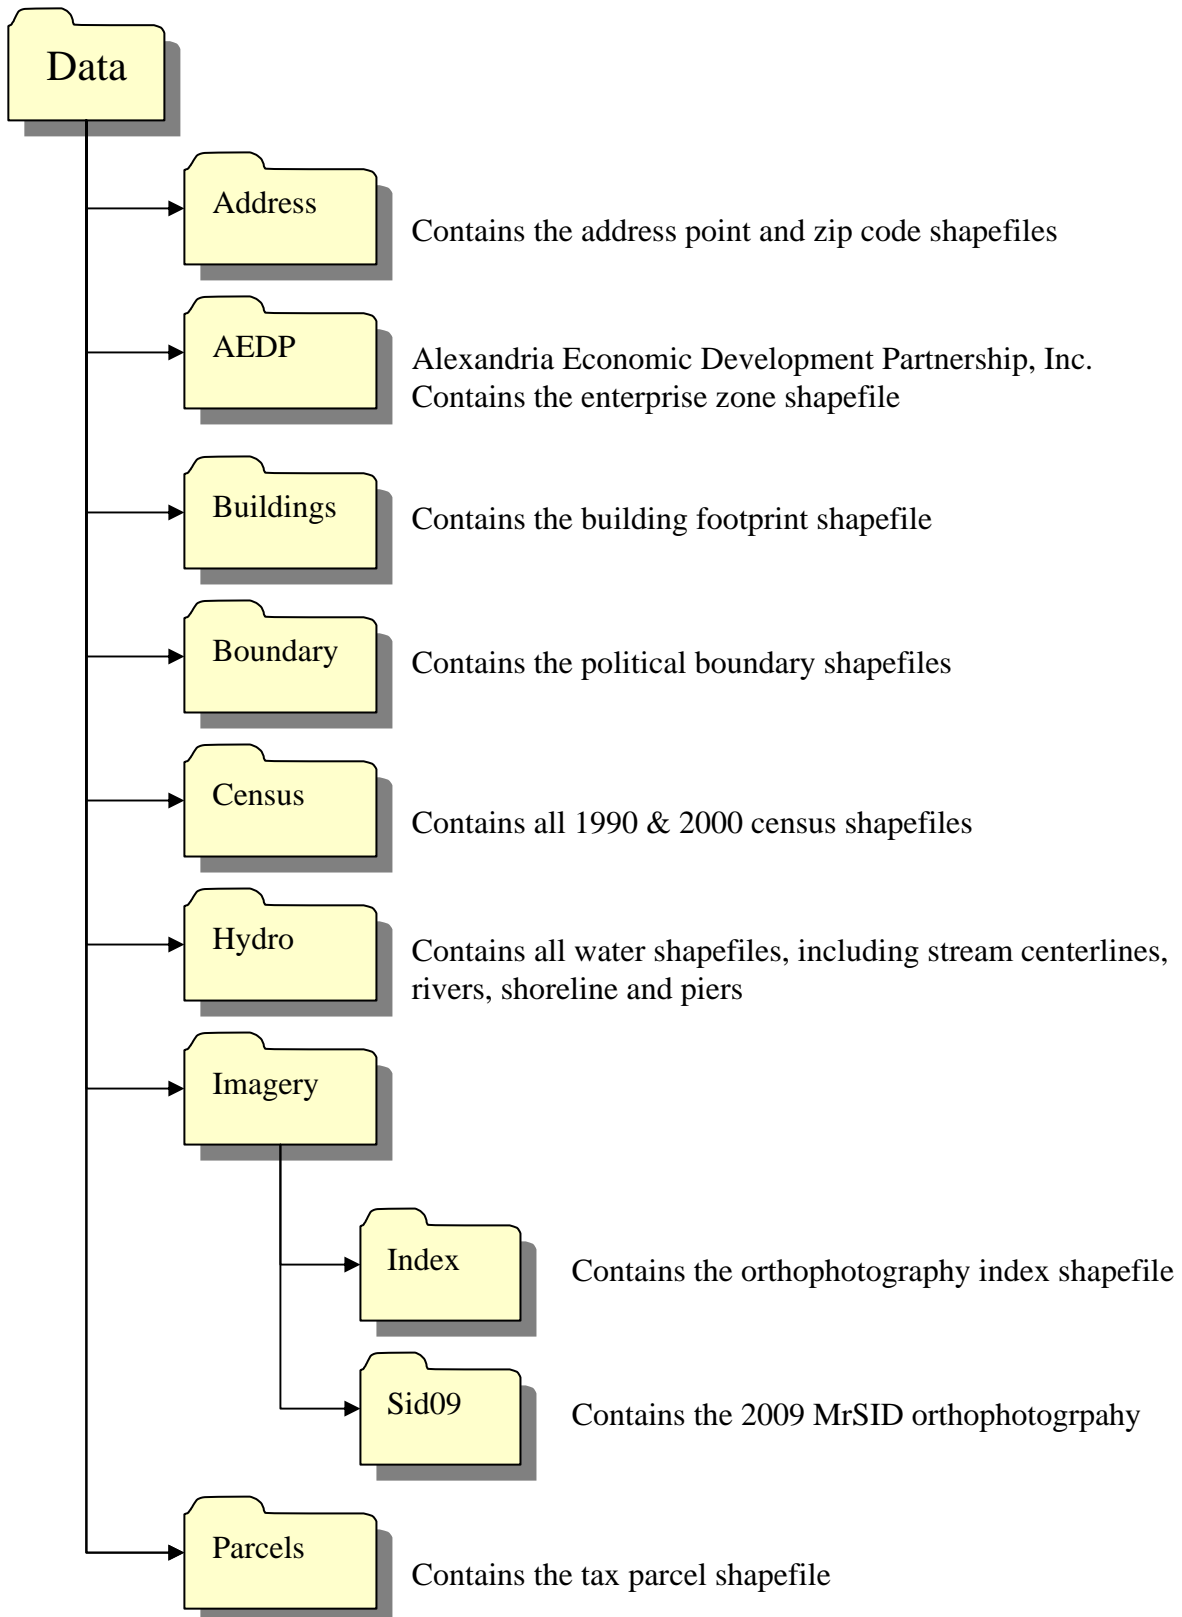 Data
Address
Contains the address point and zip code shapefiles
AEDP
Alexandria Economic Development Partnership, Inc.
Contains the enterprise zone shapefile
Buildings
Contains the building footprint shapefile
Boundary
Contains the political boundary shapefiles
Census
Contains all 1990 & 2000 census shapefiles
Hydro
Contains all water shapefiles, including stream centerlines,
rivers, shoreline and piers
Imagery
Index
Contains the orthophotography index shapefile
Sid09
Contains the 2009 MrSID orthophotogrpahy
Parcels
Contains the tax parcel shapefile